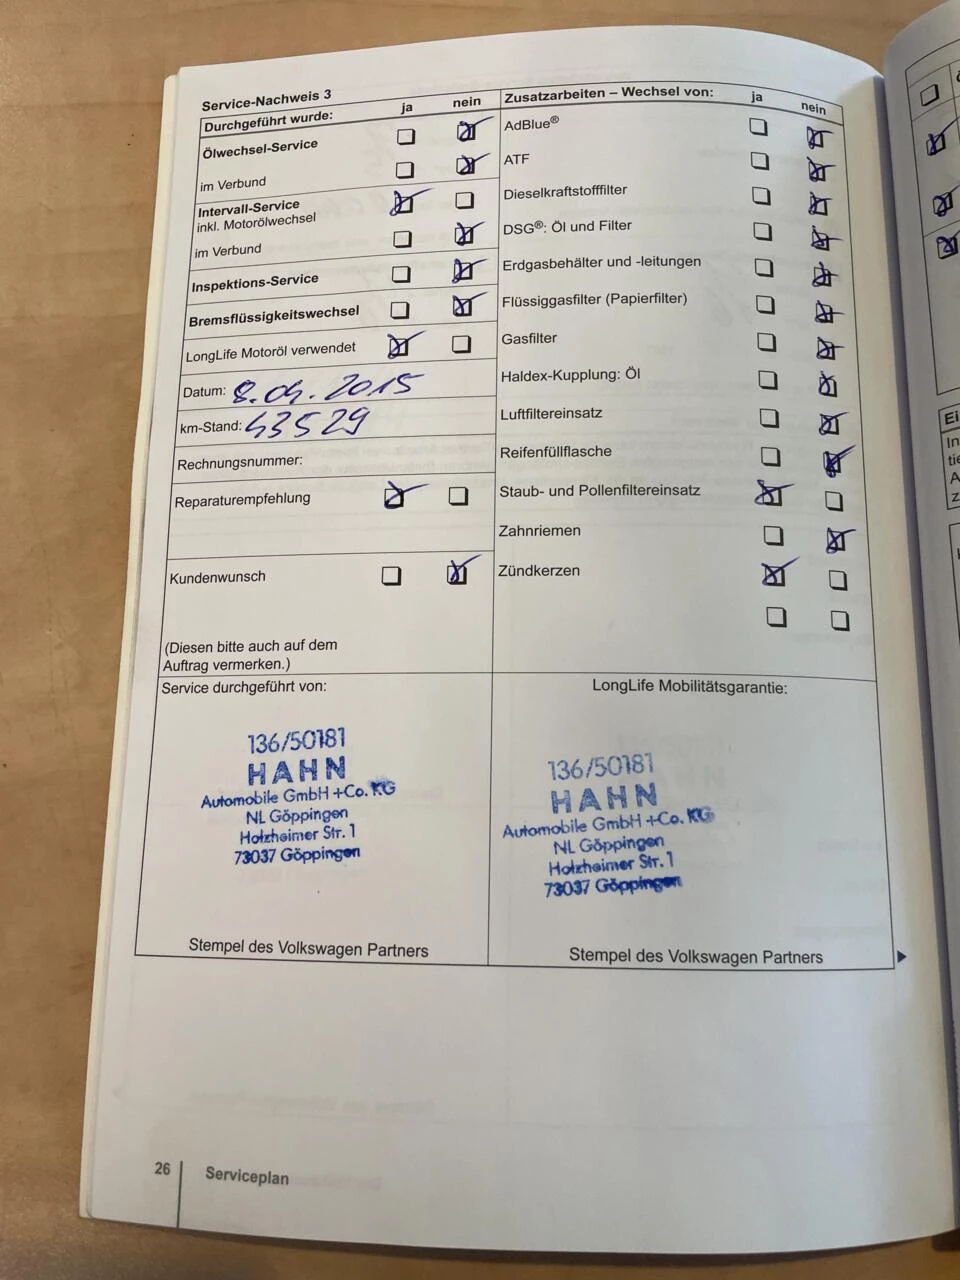 Service-Nachweis 3
Durchgeführt wurde: ja nein
Ölwechsel-Service
im Verbund
Intervall-Service
inkl. Motorölwechsel
im Verbund
Inspektions-Service
Bremsflüssigkeitswechsel
LongLife Motoröl verwendet
Datum: 8.04.2015
km-Stand: 43529
Rechnungsnummer:
Reparaturempfehlung
Kundenwunsch
(Diesen bitte auch auf dem
Auftrag vermerken.)
Zusatzarbeiten – Wechsel von: ja nein
AdBlue®
ATF
Dieselkraftstofffilter
DSG®: Öl und Filter
Erdgasbehälter und -leitungen
Flüssiggasfilter (Papierfilter)
Gasfilter
Haldex-Kupplung: Öl
Luftfiltereinsatz
Reifenfüllflasche
Staub- und Pollenfiltereinsatz
Zahnriemen
Zündkerzen
Service durchgeführt von:
136/50181
HAHN
Automobile GmbH +Co. KG
NL Göppingen
Holzheimer Str. 1
73037 Göppingen
Stempel des Volkswagen Partners
LongLife Mobilitätsgarantie:
136/50181
HAHN
Automobile GmbH +Co. KG
NL Göppingen
Holzheimer Str. 1
73037 Göppingen
Stempel des Volkswagen Partners
26 Serviceplan